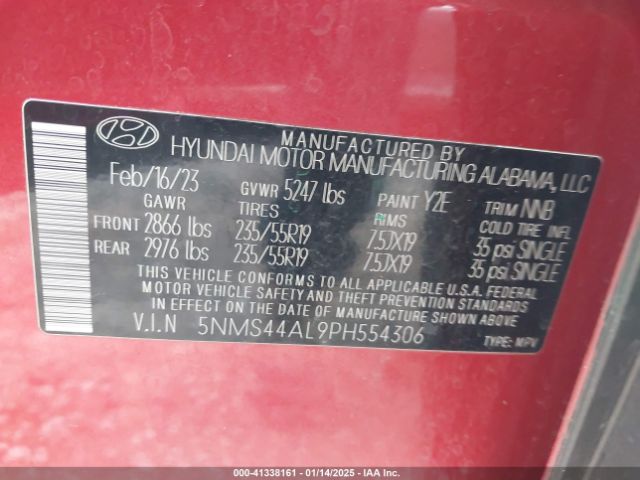 MANUFACTURED BY
HYUNDAI MOTOR MANUFACTURING ALABAMA, LLC
Feb/16/23 GVWR 5247 lbs PAINT Y2E TRIM NNB
GAWR TIRES RIMS COLD TIRE INFL.
FRONT 2866 lbs 235/55R19 7.5JX19 35 psi SINGLE
REAR 2976 lbs 235/55R19 7.5JX19 35 psi SINGLE
THIS VEHICLE CONFORMS TO ALL APPLICABLE U.S.A. FEDERAL
MOTOR VEHICLE SAFETY AND THEFT PREVENTION STANDARDS
IN EFFECT ON THE DATE OF MANUFACTURE SHOWN ABOVE.
V.I.N 5NMS44AL9PH554306 TYPE: MPV
000-41338161 - 01/14/2025 - IAA, Inc.